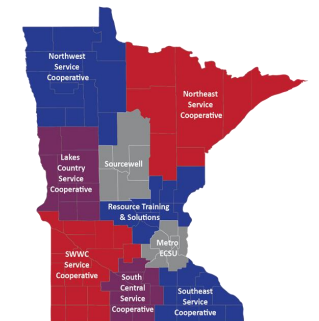 Northwest
Service
Cooperative
Northeast
Service
Cooperative
Lakes
Country
Service
Cooperative
Sourcewell
Resource Training
& Solutions
Metro
ECSU
SWWC
Service
Cooperative
South
Central
Service
Cooperative
Southeast
Service
Cooperative